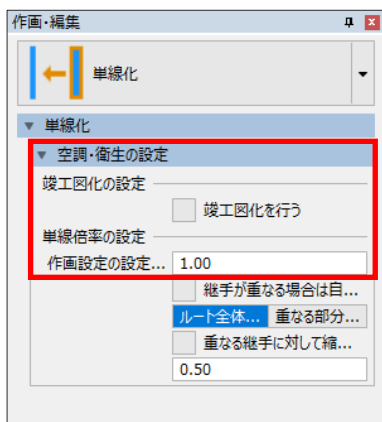 作画・編集
単線化
単線化
空調・衛生の設定
竣工図化の設定
竣工図化を行う
単線倍率の設定
作画設定の設定... 1.00
継手が重なる場合は自...
ルート全体... 重なる部分...
重なる継手に対して縮...
0.50